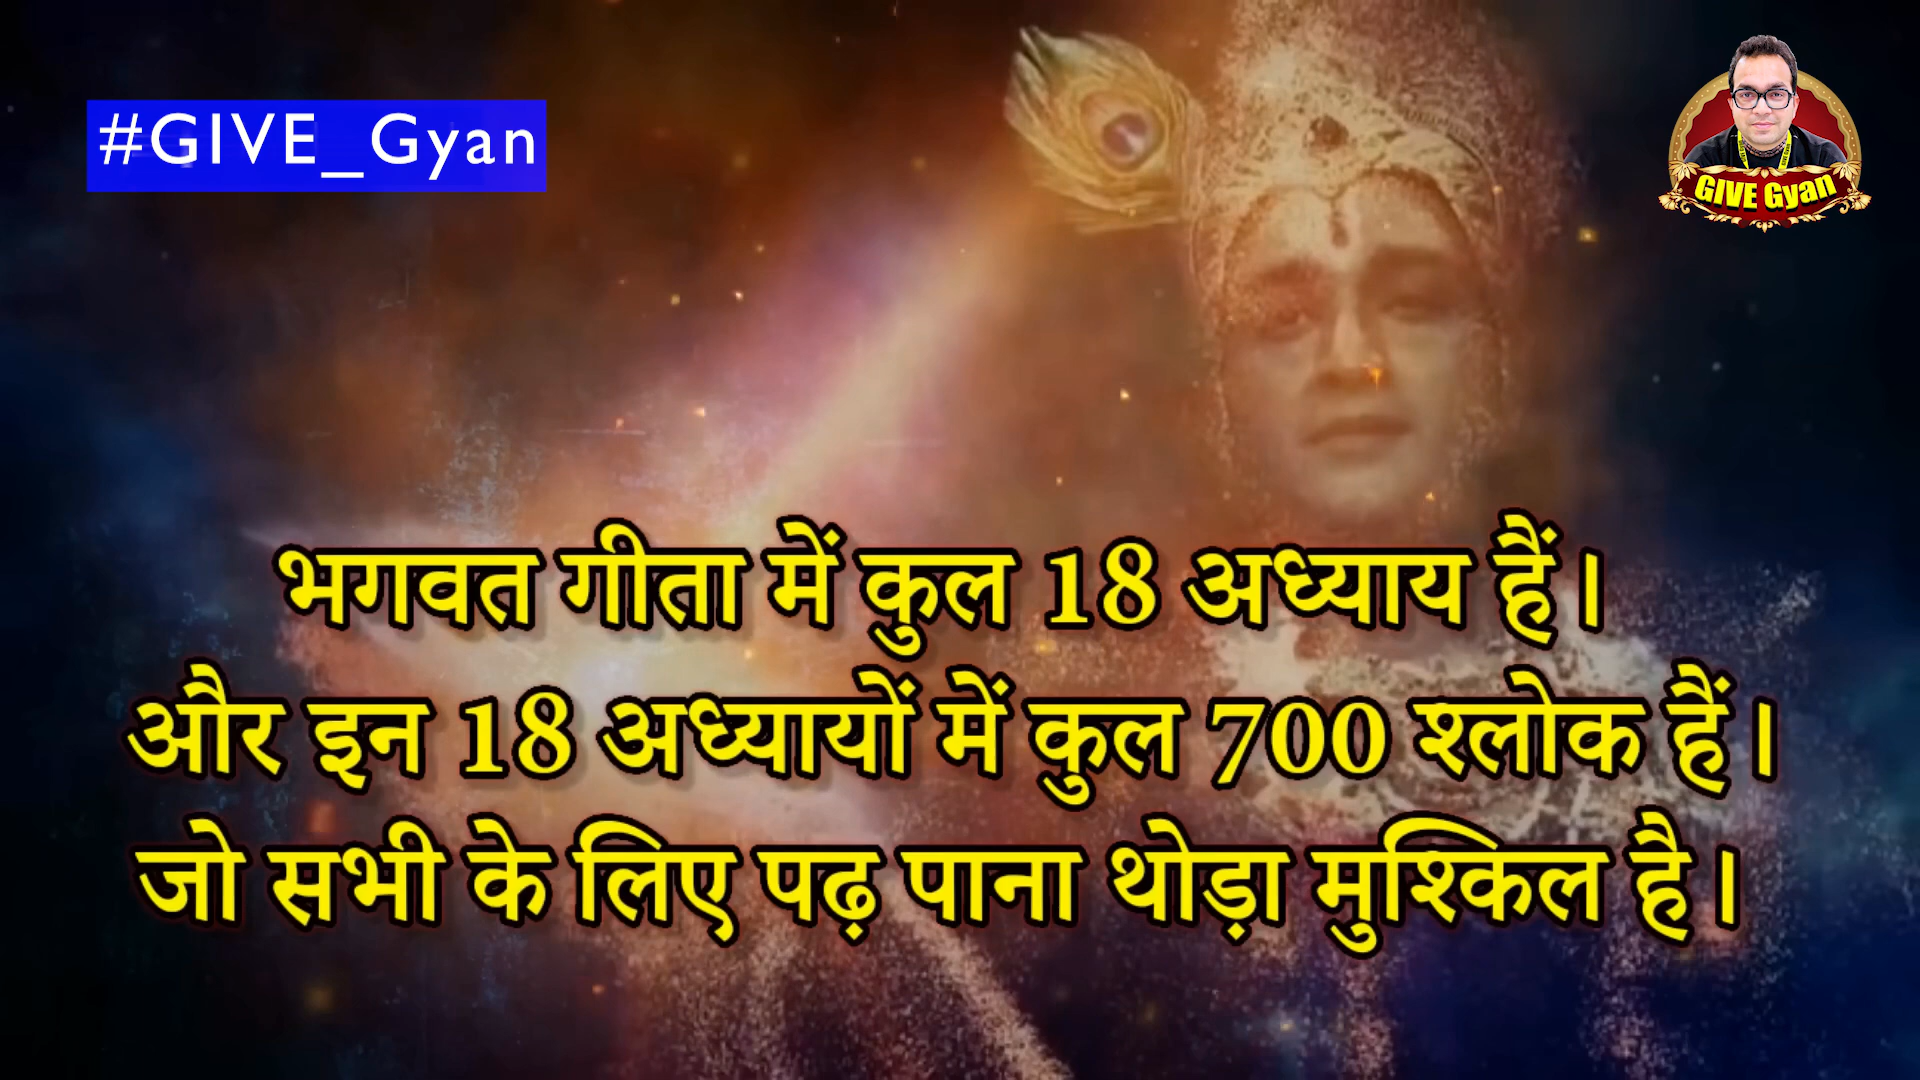 #GIVE_Gyan
GIVE Gyan
भगवत गीता में कुल 18 अध्याय हैं।
और इन 18 अध्यायों में कुल 700 श्लोक हैं।
जो सभी के लिए पढ़ पाना थोड़ा मुश्किल है।